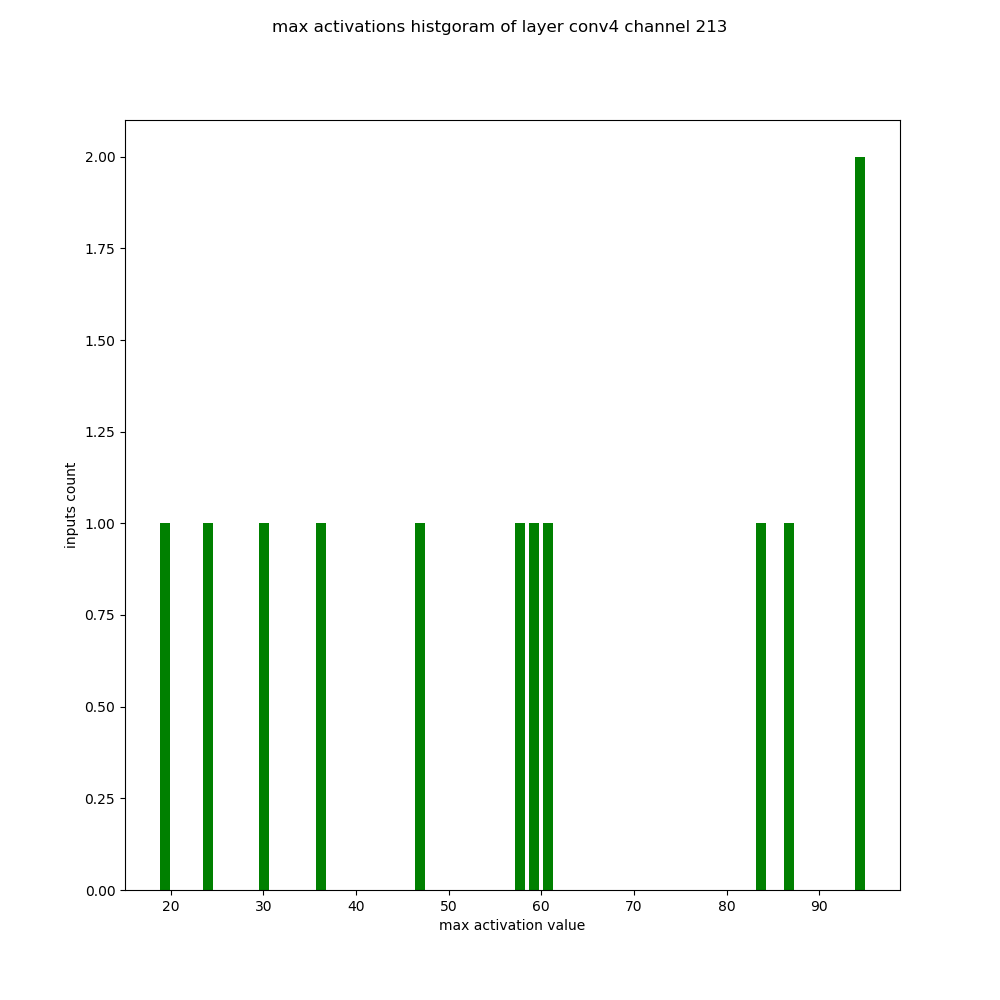 max activations histgoram of layer conv4 channel 213
2.00
1.75
1.50
1.25
1.00
0.75
0.50
0.25
0.00
inputs count
20 30 40 50 60 70 80 90
max activation value